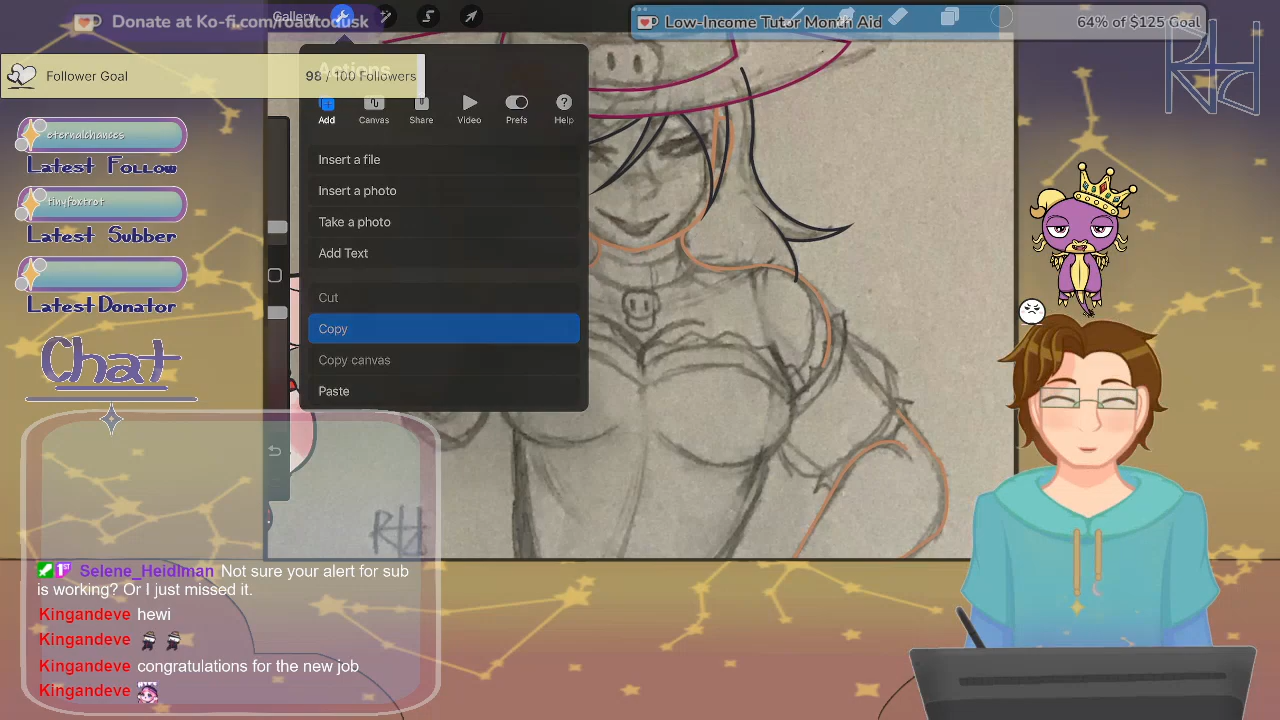 Donate at Ko-fi.com/roadtodusk
Gallery
Low-Income Tutor Month Aid
64% of $125 Goal
Follower Goal
98 / 100 Followers
Actions
Add
Canvas
Share
Video
Prefs
Help
Insert a file
Insert a photo
Take a photo
Add Text
Cut
Copy
Copy canvas
Paste
eternalchances
Latest Follow
tinyfoxtrot
Latest Subber
Latest Donator
Chat
Selene_Heidlman Not sure your alert for sub
is working? Or I just missed it.
Kingandeve hewi
Kingandeve
Kingandeve congratulations for the new job
Kingandeve